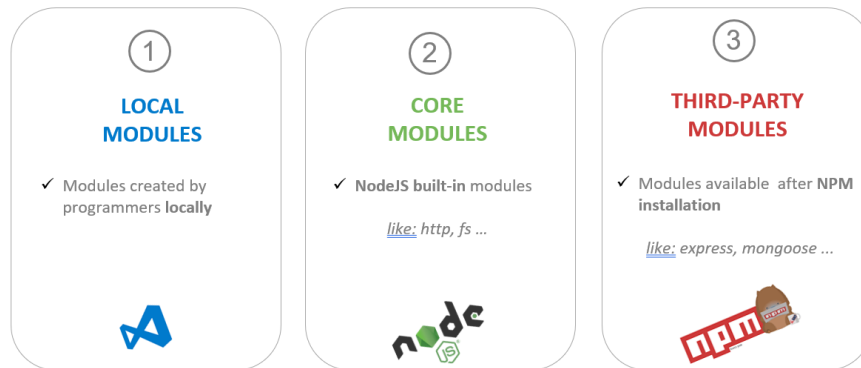 1
LOCAL
MODULES
✓ Modules created by
programmers locally
2
CORE
MODULES
✓ NodeJS built-in modules
like: http, fs ...
node
JS
3
THIRD-PARTY
MODULES
✓ Modules available after NPM
installation
like: express, mongoose ...
npm